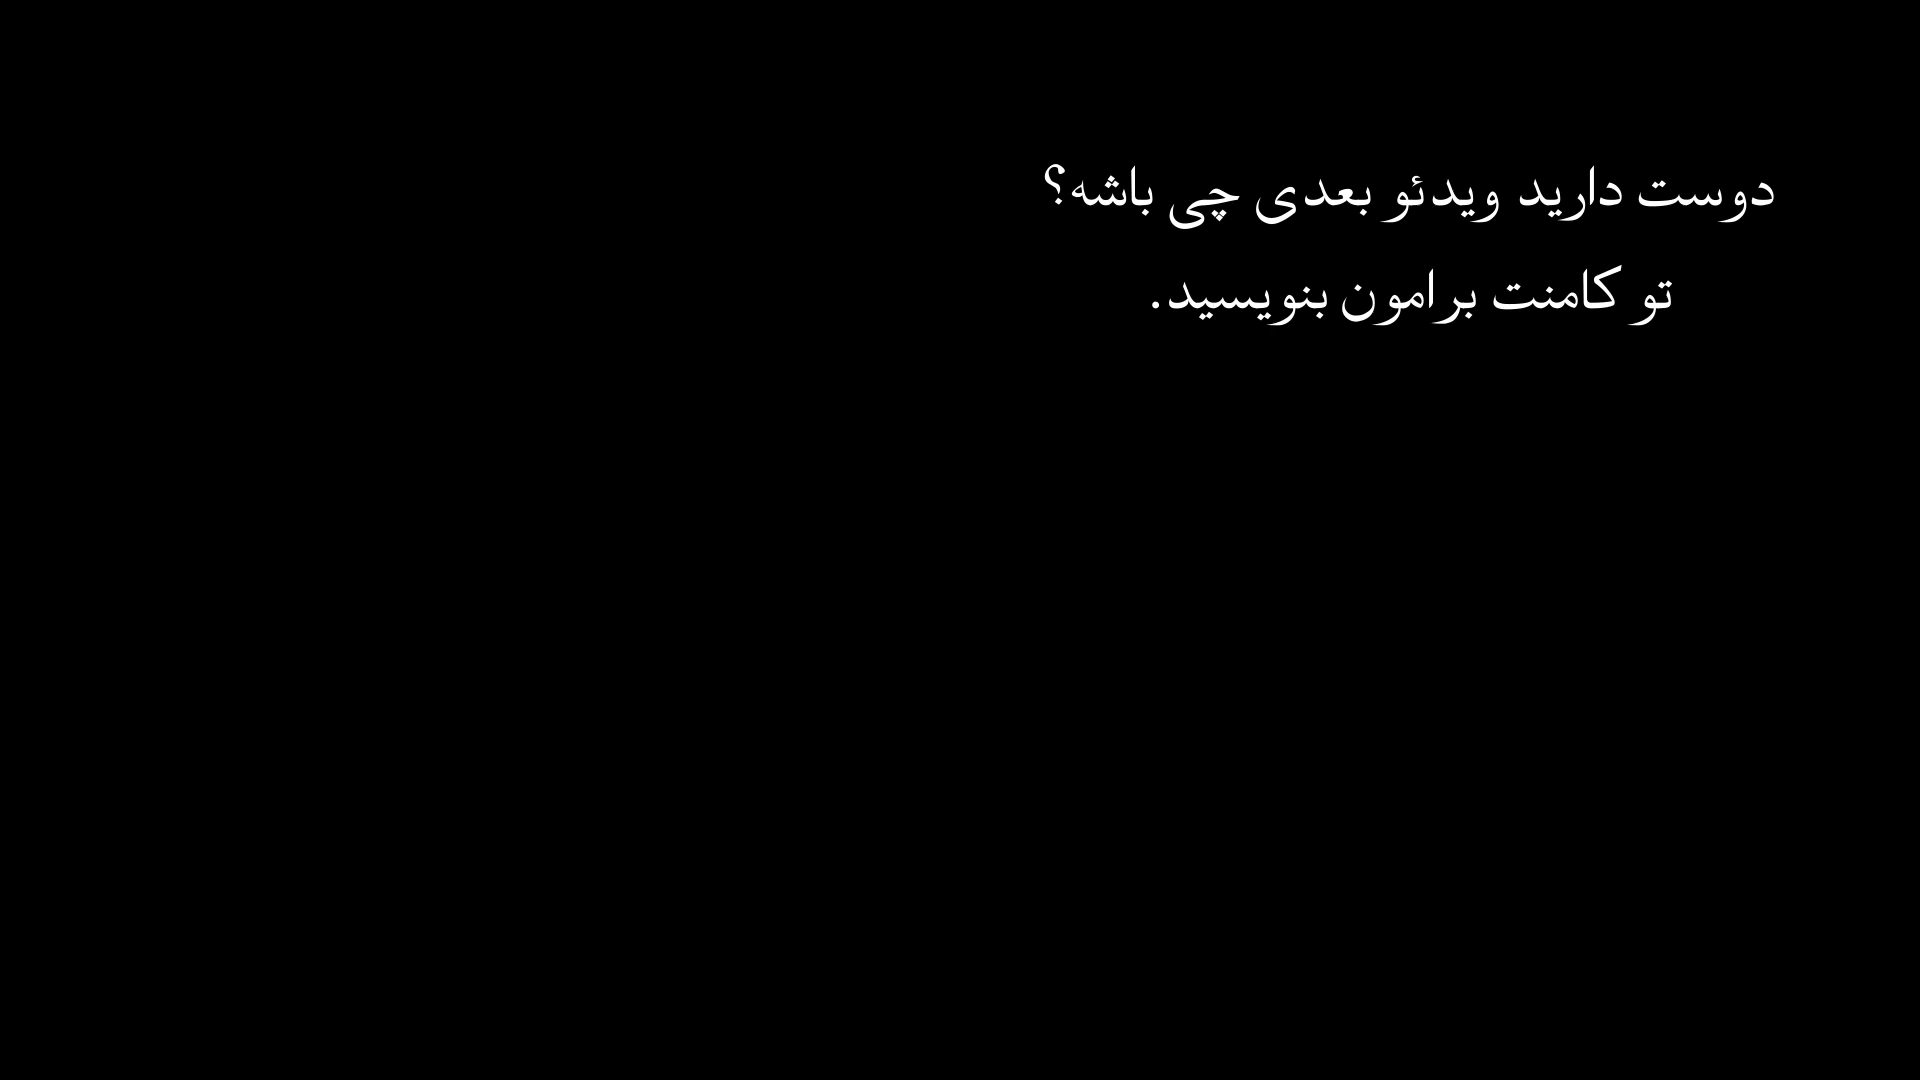 دوست دارید ویدئو بعدی چی باشه؟
تو کامنت برامون بنویسید.